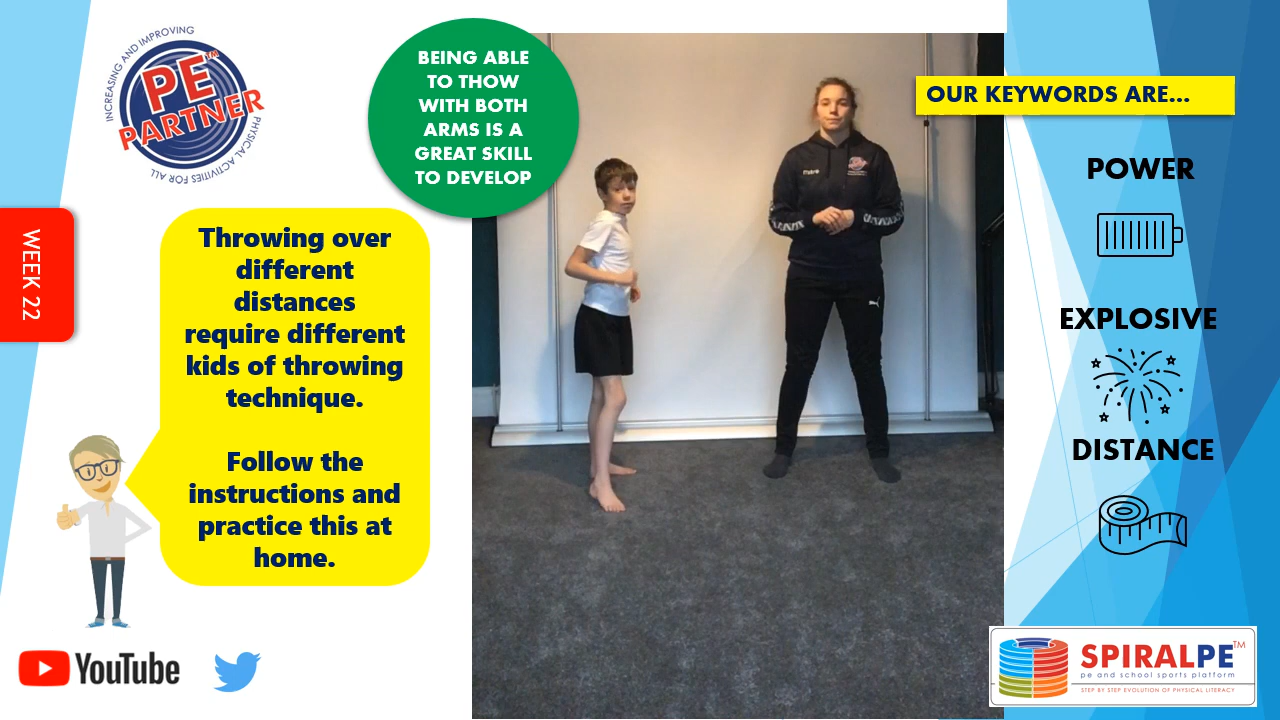 INCREASING AND IMPROVING
PE™
PARTNER
PHYSICAL ACTIVITIES FOR ALL
BEING ABLE
TO THOW
WITH BOTH
ARMS IS A
GREAT SKILL
TO DEVELOP
OUR KEYWORDS ARE...
POWER
EXPLOSIVE
DISTANCE
WEEK 22
Throwing over
different
distances
require different
kids of throwing
technique.
Follow the
instructions and
practice this at
home.
YouTube
SPIRALPE™
pe and school sports platform
STEP BY STEP EVOLUTION OF PHYSICAL LITERACY